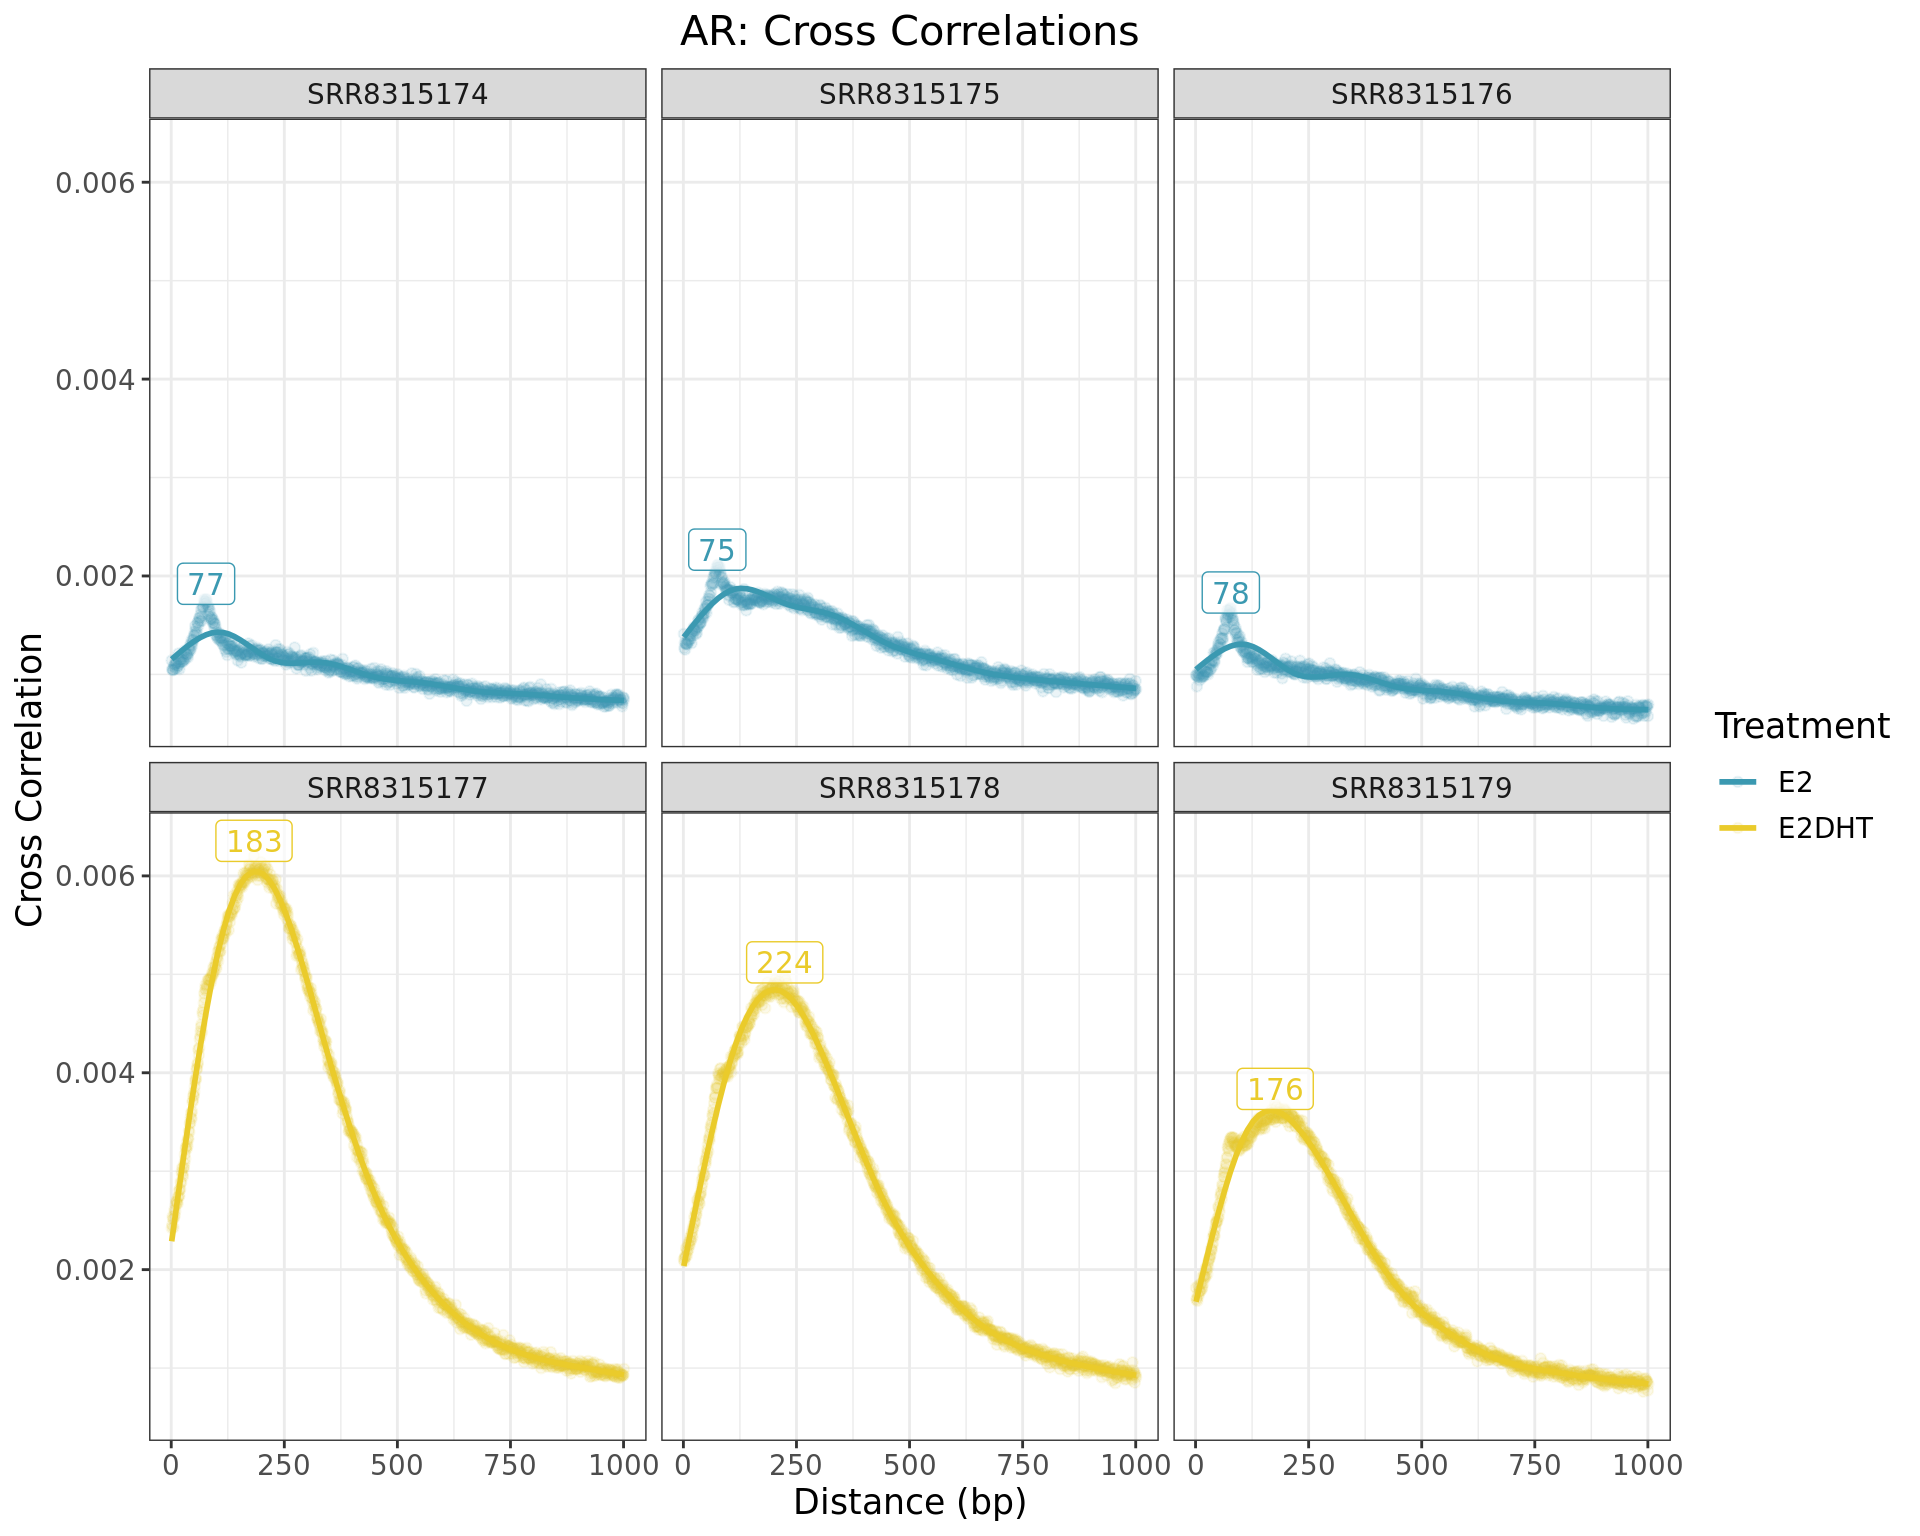 AR: Cross Correlations
SRR8315174
SRR8315175
SRR8315176
0.006
0.004
0.002
77
75
78
SRR8315177
SRR8315178
SRR8315179
0.006
0.004
0.002
183
224
176
0 250 500 750 1000
0 250 500 750 1000
0 250 500 750 1000
Distance (bp)
Cross Correlation
Treatment
E2
E2DHT